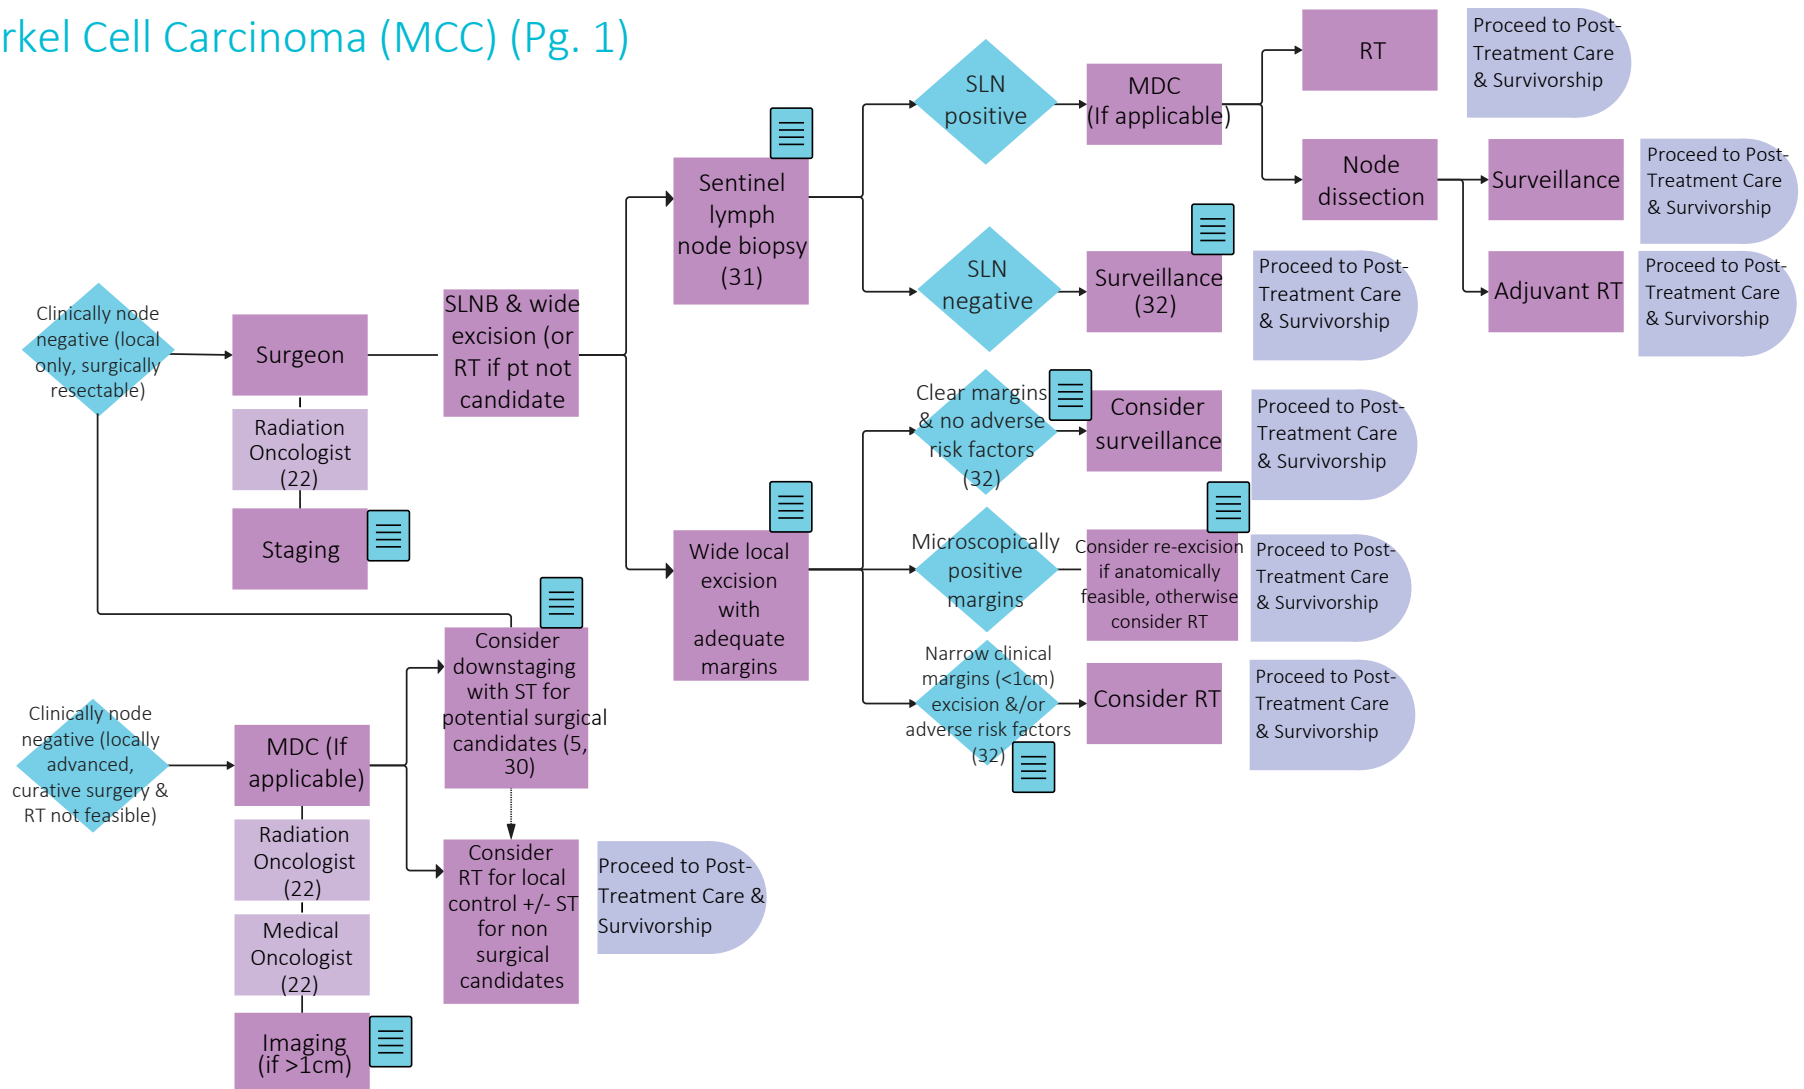 rkel Cell Carcinoma (MCC) (Pg. 1)
Clinically node
negative (local
only, surgically
resectable)
Surgeon
Radiation
Oncologist
(22)
Staging
SLNB & wide
excision (or
RT if pt not
candidate
Sentinel
lymph
node biopsy
(31)
SLN
positive
MDC
(If applicable)
RT
Proceed to Post-
Treatment Care
& Survivorship
Node
dissection
Surveillance
Proceed to Post-
Treatment Care
& Survivorship
Adjuvant RT
Proceed to Post-
Treatment Care
& Survivorship
SLN
negative
Surveillance
(32)
Proceed to Post-
Treatment Care
& Survivorship
Wide local
excision
with
adequate
margins
Clear margins
& no adverse
risk factors
(32)
Consider
surveillance
Proceed to Post-
Treatment Care
& Survivorship
Microscopically
positive
margins
Consider re-excision
if anatomically
feasible, otherwise
consider RT
Proceed to Post-
Treatment Care
& Survivorship
Narrow clinical
margins (<1cm)
excision &/or
adverse risk factors
(32)
Consider RT
Proceed to Post-
Treatment Care
& Survivorship
Clinically node
negative (locally
advanced,
curative surgery &
RT not feasible)
MDC (If
applicable)
Radiation
Oncologist
(22)
Medical
Oncologist
(22)
Imaging
(if >1cm)
Consider
downstaging
with ST for
potential surgical
candidates (5,
30)
Consider
RT for local
control +/- ST
for non
surgical
candidates
Proceed to Post-
Treatment Care &
Survivorship